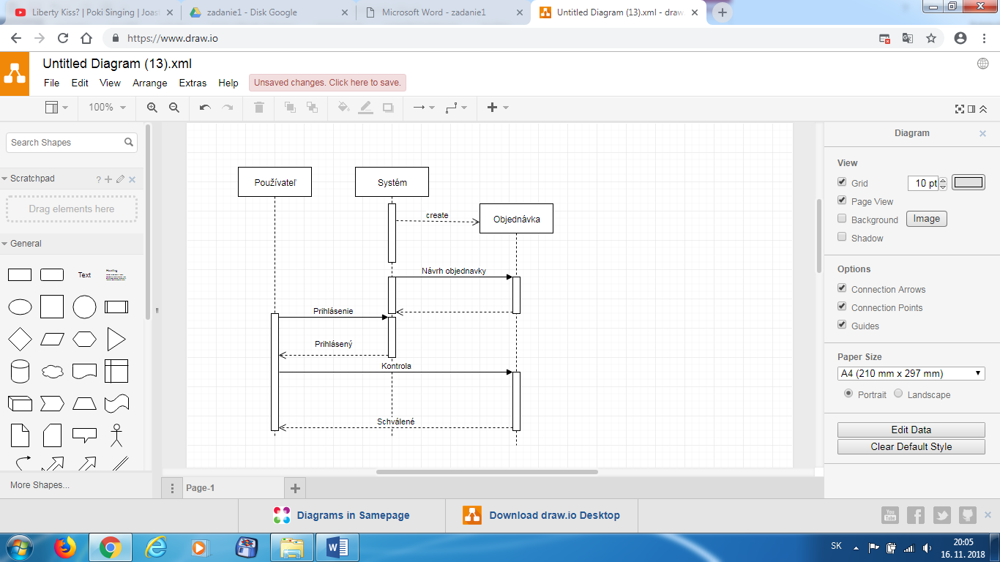 Liberty Kiss? | Poki Singing | Joas
zadanie1 - Disk Google
Microsoft Word - zadanie1
Untitled Diagram (13).xml - draw
https://www.draw.io
Untitled Diagram (13).xml
File Edit View Arrange Extras Help
Unsaved changes. Click here to save.
100%
Search Shapes
Scratchpad
?
Drag elements here
General
Text
More Shapes...
Používateľ
Systém
create
Objednávka
Návrh objednavky
Prihlásenie
Prihlásený
Kontrola
Schválené
Diagram
View
Grid
10 pt
Page View
Background
Image
Shadow
Options
Connection Arrows
Connection Points
Guides
Paper Size
A4 (210 mm x 297 mm)
Portrait Landscape
Edit Data
Clear Default Style
Page-1
Diagrams in Samepage
Download draw.io Desktop
You
Tube
SK
20:05
16. 11. 2018